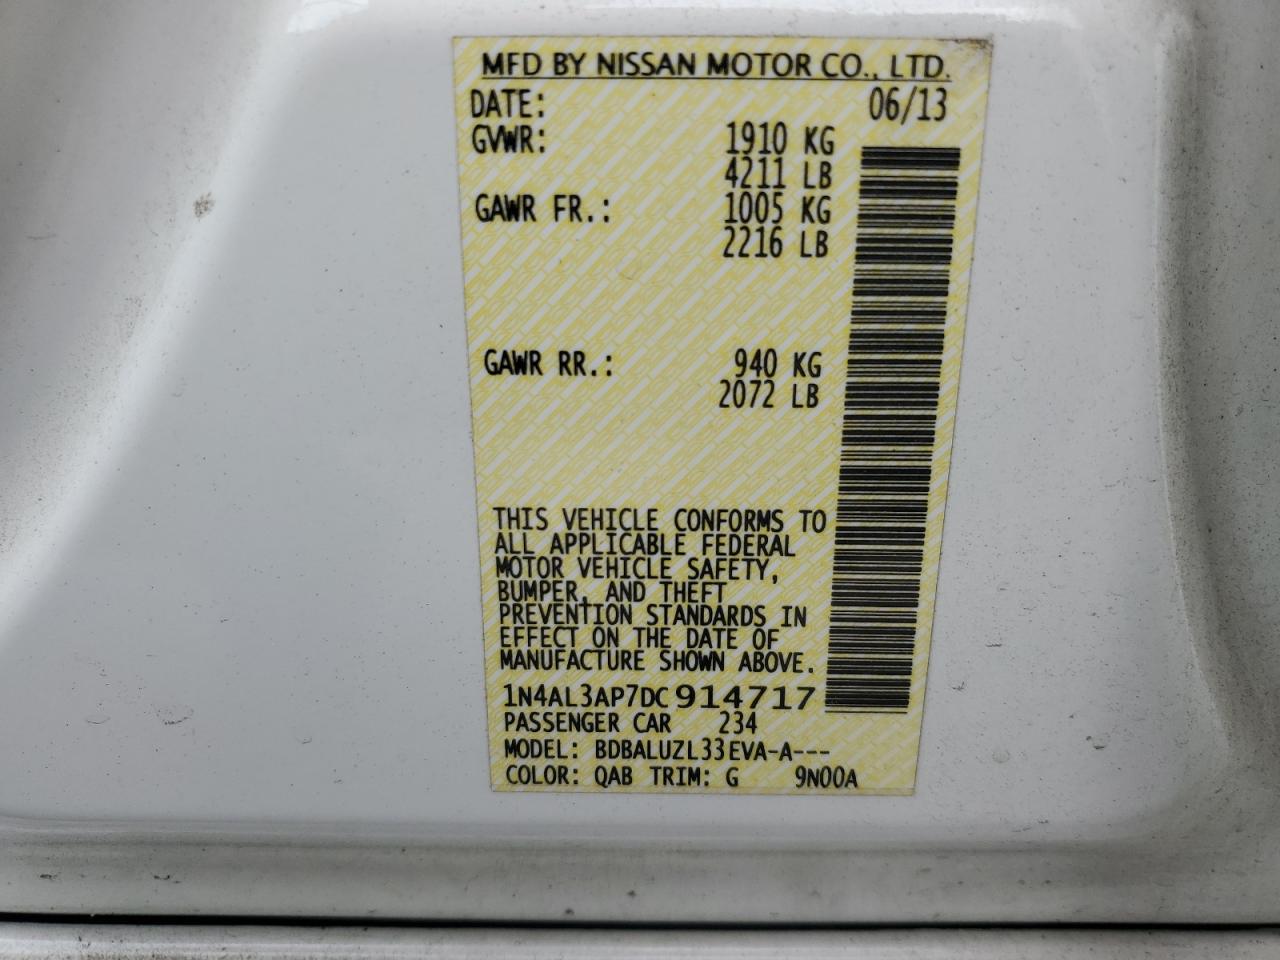 MFD BY NISSAN MOTOR CO., LTD.
DATE: 06/13
GVWR: 1910 KG
4211 LB
GAWR FR.: 1005 KG
2216 LB
GAWR RR.: 940 KG
2072 LB
THIS VEHICLE CONFORMS TO
ALL APPLICABLE FEDERAL
MOTOR VEHICLE SAFETY,
BUMPER, AND THEFT
PREVENTION STANDARDS IN
EFFECT ON THE DATE OF
MANUFACTURE SHOWN ABOVE.
1N4AL3AP7DC914717
PASSENGER CAR 234
MODEL: BDBALUZL33EVA-A---
COLOR: QAB TRIM: G 9N00A